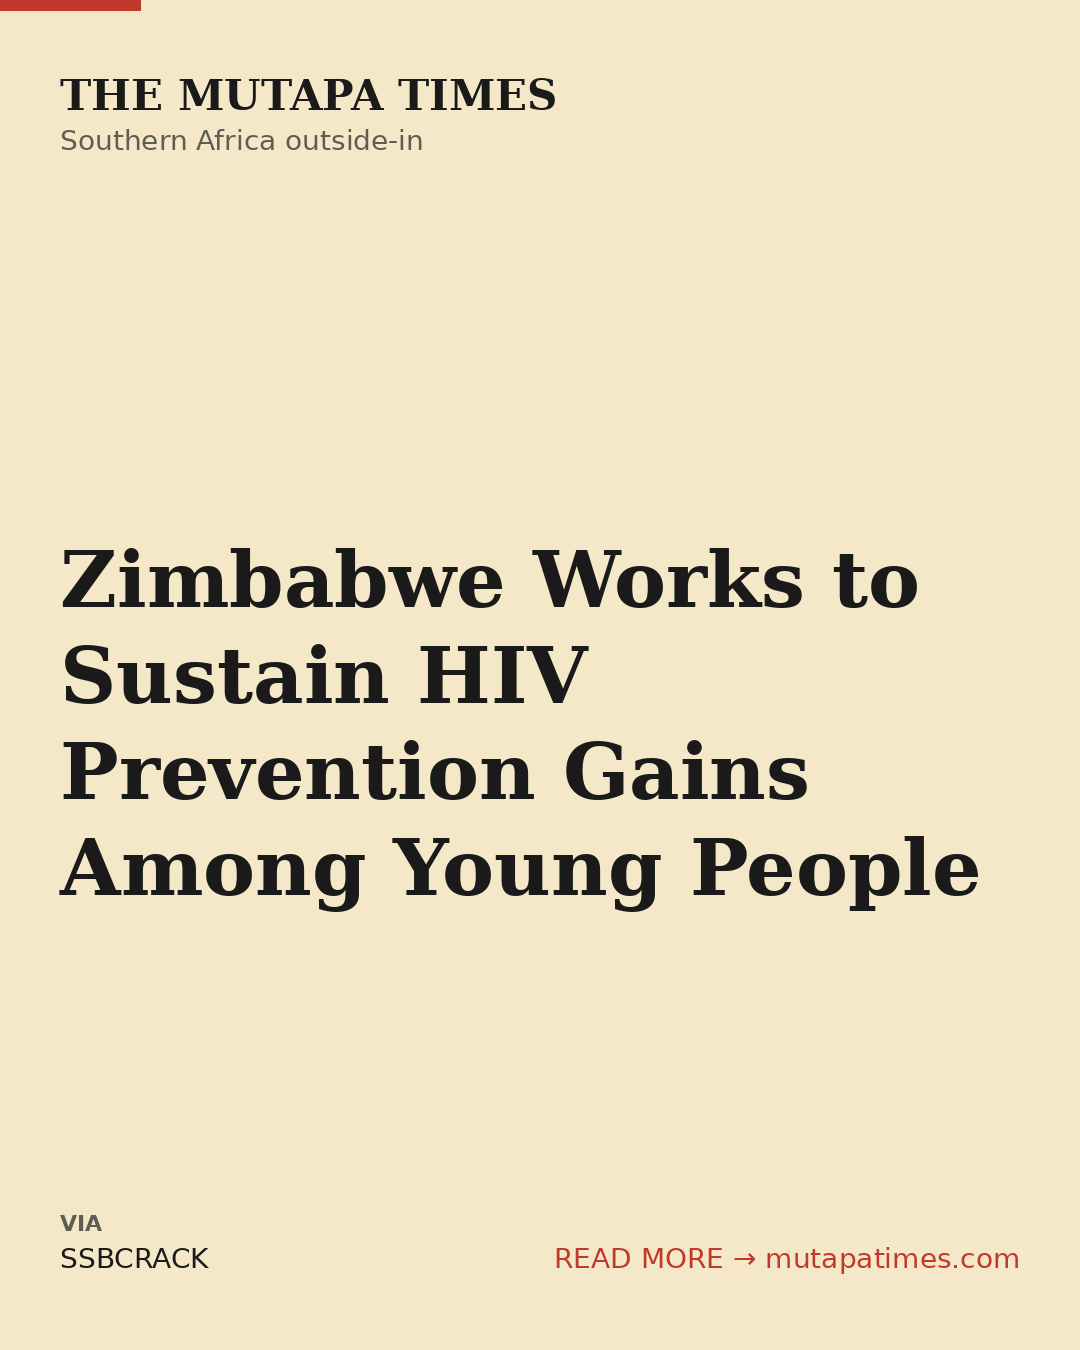 THE MUTAPA TIMES
Southern Africa outside-in
Zimbabwe Works to
Sustain HIV
Prevention Gains
Among Young People
VIA
SSBCRACK
READ MORE → mutapatimes.com